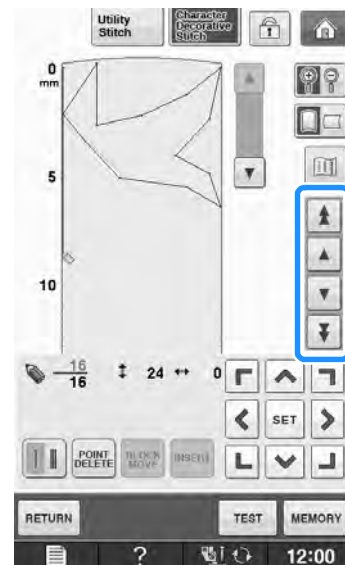 Utility
Stitch
Character
Decorative
Stitch
0
mm
5
10
16
16
24
0
SET
POINT
DELETE
BLOCK
MOVE
INSERT
RETURN
TEST
MEMORY
?
12:00